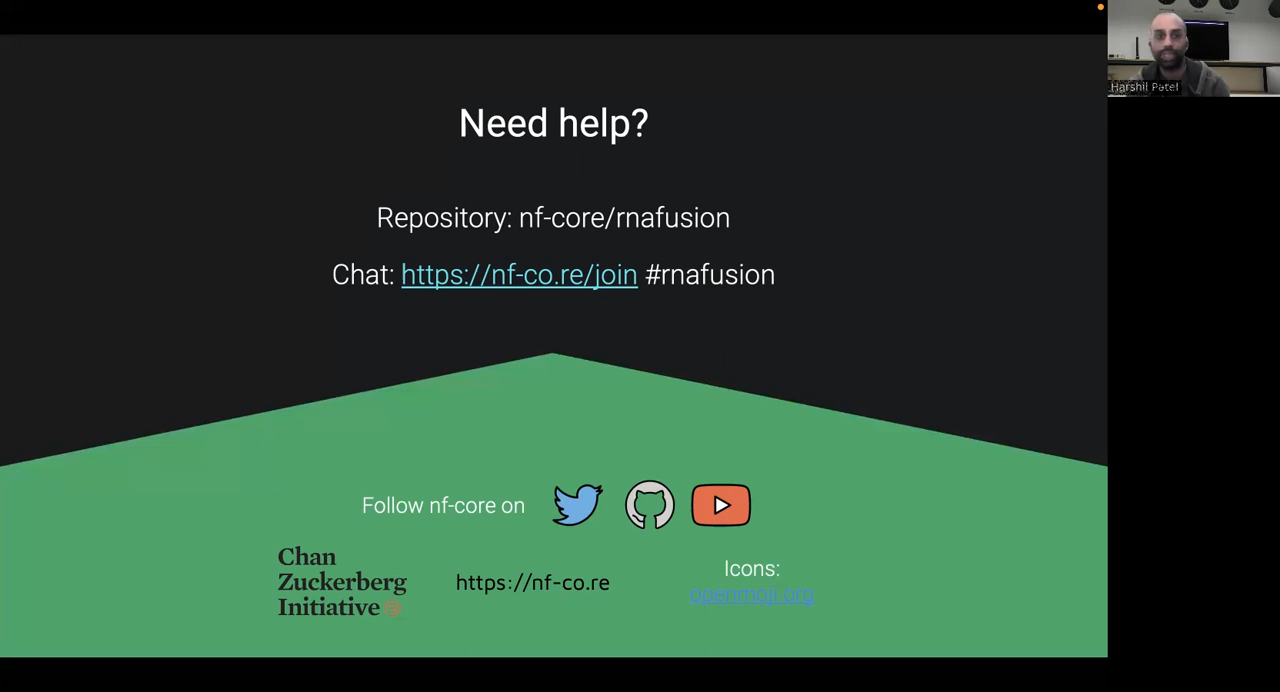 Need help?
Repository: nf-core/rnafusion
Chat: https://nf-co.re/join #rnafusion
Follow nf-core on
Chan
Zuckerberg
Initiative
https://nf-co.re
Icons:
openmoji.org
Harshil Patel